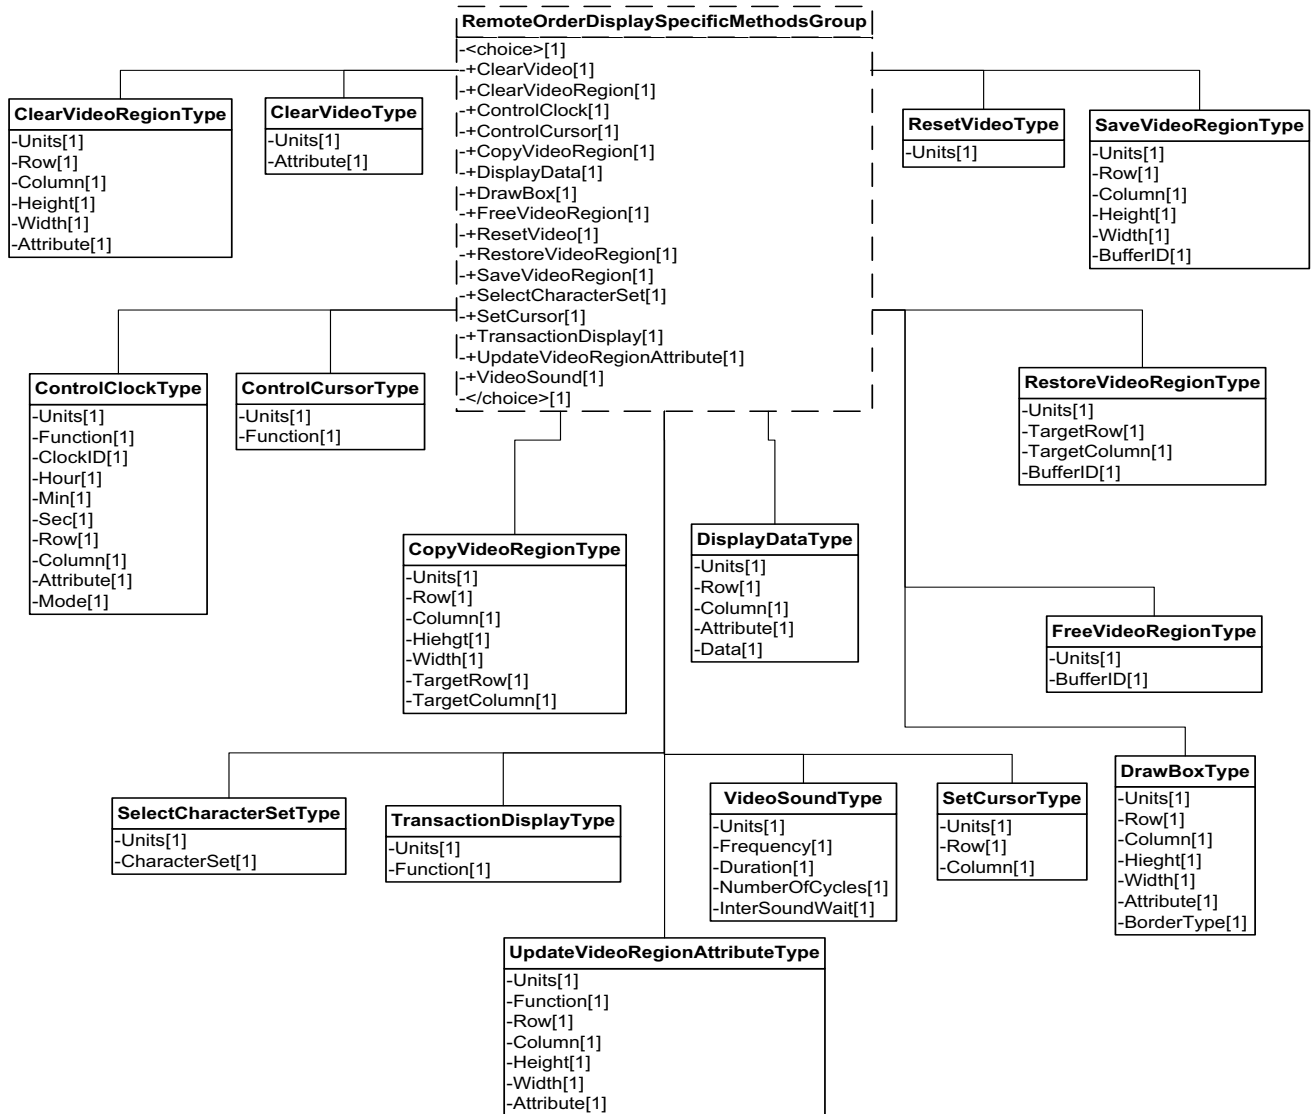 RemoteOrderDisplaySpecificMethodsGroup
-<choice>[1]
-+ClearVideo[1]
-+ClearVideoRegion[1]
-+ControlClock[1]
-+ControlCursor[1]
-+CopyVideoRegion[1]
-+DisplayData[1]
-+DrawBox[1]
-+FreeVideoRegion[1]
-+ResetVideo[1]
-+RestoreVideoRegion[1]
-+SaveVideoRegion[1]
-+SelectCharacterSet[1]
-+SetCursor[1]
-+TransactionDisplay[1]
-+UpdateVideoRegionAttribute[1]
-+VideoSound[1]
-</choice>[1]
ClearVideoRegionType
-Units[1]
-Row[1]
-Column[1]
-Height[1]
-Width[1]
-Attribute[1]
ClearVideoType
-Units[1]
-Attribute[1]
ResetVideoType
-Units[1]
SaveVideoRegionType
-Units[1]
-Row[1]
-Column[1]
-Height[1]
-Width[1]
-BufferID[1]
ControlClockType
-Units[1]
-Function[1]
-ClockID[1]
-Hour[1]
-Min[1]
-Sec[1]
-Row[1]
-Column[1]
-Attribute[1]
-Mode[1]
ControlCursorType
-Units[1]
-Function[1]
RestoreVideoRegionType
-Units[1]
-TargetRow[1]
-TargetColumn[1]
-BufferID[1]
CopyVideoRegionType
-Units[1]
-Row[1]
-Column[1]
-Hiehgt[1]
-Width[1]
-TargetRow[1]
-TargetColumn[1]
DisplayDataType
-Units[1]
-Row[1]
-Column[1]
-Attribute[1]
-Data[1]
FreeVideoRegionType
-Units[1]
-BufferID[1]
SelectCharacterSetType
-Units[1]
-CharacterSet[1]
TransactionDisplayType
-Units[1]
-Function[1]
VideoSoundType
-Units[1]
-Frequency[1]
-Duration[1]
-NumberOfCycles[1]
-InterSoundWait[1]
SetCursorType
-Units[1]
-Row[1]
-Column[1]
DrawBoxType
-Units[1]
-Row[1]
-Column[1]
-Hieght[1]
-Width[1]
-Attribute[1]
-BorderType[1]
UpdateVideoRegionAttributeType
-Units[1]
-Function[1]
-Row[1]
-Column[1]
-Height[1]
-Width[1]
-Attribute[1]